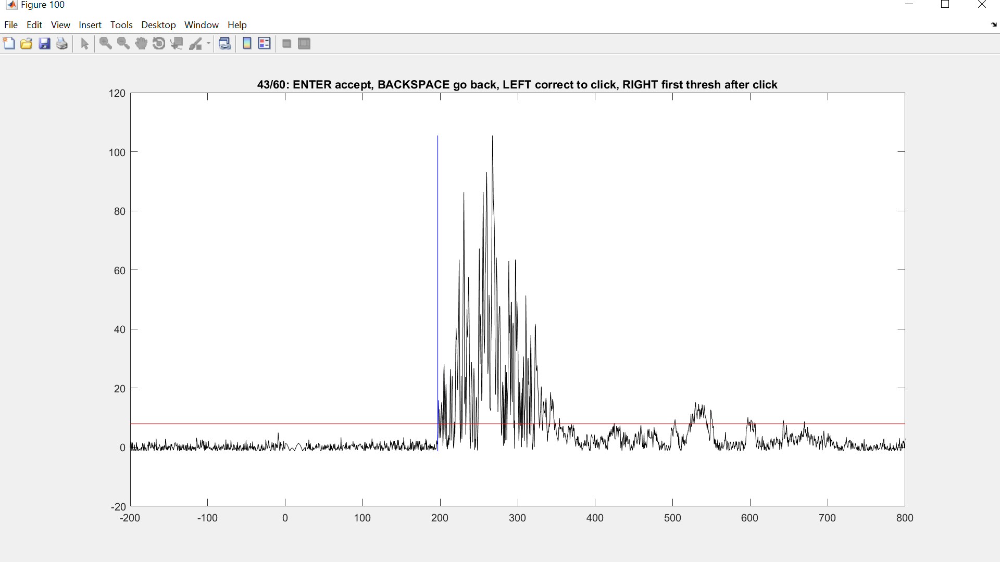 Figure 100
File Edit View Insert Tools Desktop Window Help
43/60: ENTER accept, BACKSPACE go back, LEFT correct to click, RIGHT first thresh after click
120
100
80
60
40
20
0
-20
-200 -100 0 100 200 300 400 500 600 700 800